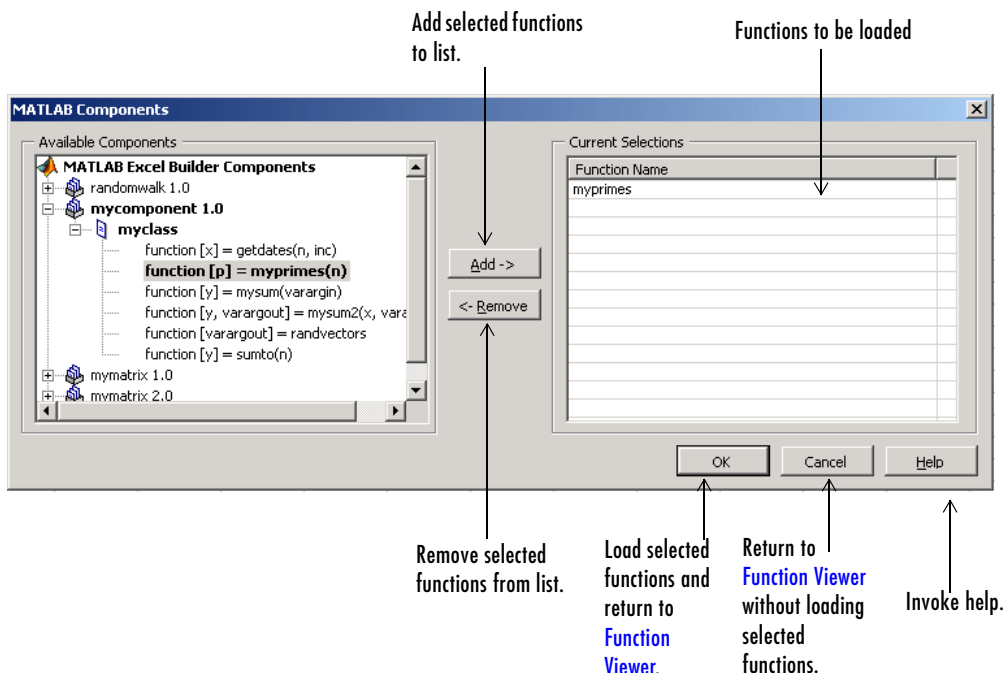 Add selected functions
to list.
Functions to be loaded
MATLAB Components
Available Components
MATLAB Excel Builder Components
randomwalk 1.0
mycomponent 1.0
myclass
function [x] = getdates(n, inc)
function [p] = myprimes(n)
function [y] = mysum(varargin)
function [y, varargout] = mysum2(x, vara
function [varargout] = randvectors
function [y] = sumto(n)
mymatrix 1.0
mymatrix 2.0
Add ->
<- Remove
Current Selections
Function Name
myprimes
OK
Cancel
Help
Remove selected
functions from list.
Load selected
functions and
return to
Function
Viewer.
Return to
Function Viewer
without loading
selected
functions.
Invoke help.